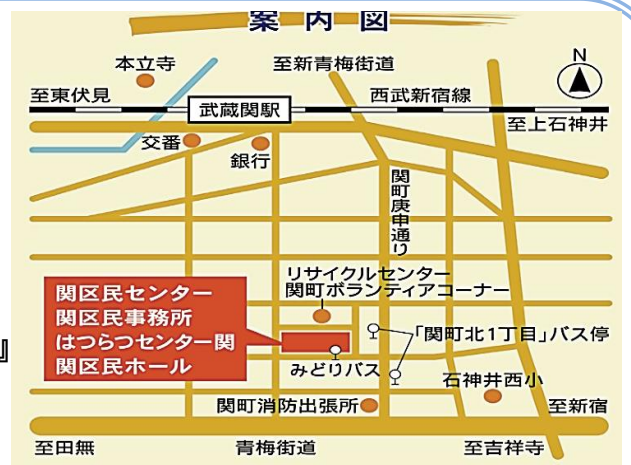 案内図
N
本立寺
至新青梅街道
至東伏見
武蔵関駅
西武新宿線
至上石神井
交番
銀行
関町庚申通り
リサイクルセンター
関町ボランティアコーナー
関区民センター
関区民事務所
はつらつセンター関
関区民ホール
』
「関町北1丁目」バス停
みどりバス
石神井西小
関町消防出張所
至新宿
至田無
青梅街道
至吉祥寺